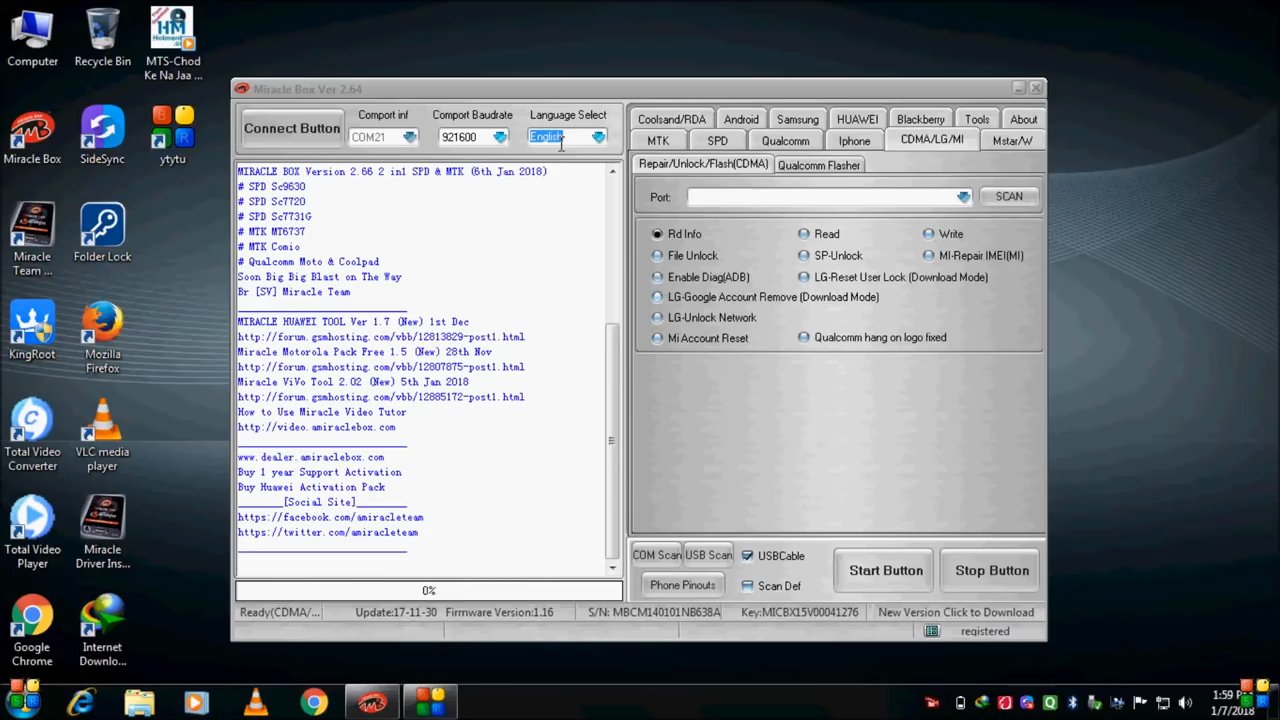 Computer
Recycle Bin
HM
MTS-Chod
Ke Na Jaa ...
Miracle Box
SideSync
B U
L R
ytytu
Miracle
Team ...
Folder Lock
KingRoot
Mozilla
Firefox
Total Video
Converter
VLC media
player
Total Video
Player
Miracle
Driver Ins...
Google
Chrome
Internet
Downlo...
Miracle Box Ver 2.64
Connect Button
Comport inf
Comport Baudrate
Language Select
COM21
921600
English
MIRACLE BOX Version 2.66 2 in1 SPD & MTK (6th Jan 2018)
# SPD Sc9630
# SPD Sc7720
# SPD Sc7731G
# MTK MT6737
# MTK Comio
# Qualcomm Moto & Coolpad
Soon Big Big Blast on The Way
Br [SV] Miracle Team
MIRACLE HUAWEI TOOL Ver 1.7 (New) 1st Dec
http://forum.gsmhosting.com/vbb/12813829-post1.html
Miracle Motorola Pack Free 1.5 (New) 28th Nov
http://forum.gsmhosting.com/vbb/12807875-post1.html
Miracle ViVo Tool 2.02 (New) 5th Jan 2018
http://forum.gsmhosting.com/vbb/12885172-post1.html
How to Use Miracle Video Tutor
http://video.amiraclebox.com
www.dealer.amiraclebox.com
Buy 1 year Support Activation
Buy Huawei Activation Pack
_______[Social Site]_______
https://facebook.com/amiracleteam
https://twitter.com/amiracleteam
0%
Coolsand/RDA
Android
Samsung
HUAWEI
Blackberry
Tools
About
MTK
SPD
Qualcomm
Iphone
CDMA/LG/MI
Mstar/W
Repair/Unlock/Flash(CDMA)
Qualcomm Flasher
Port:
SCAN
Rd Info
Read
Write
File Unlock
SP-Unlock
MI-Repair IMEI(MI)
Enable Diag(ADB)
LG-Reset User Lock (Download Mode)
LG-Google Account Remove (Download Mode)
LG-Unlock Network
Mi Account Reset
Qualcomm hang on logo fixed
COM Scan
USB Scan
USBCable
Phone Pinouts
Scan Def
Start Button
Stop Button
Ready(CDMA/...
Update:17-11-30
Firmware Version:1.16
S/N: MBCM140101NB638A
Key:MICBX15V00041276
New Version Click to Download
registered
1:59 PM
1/7/2018